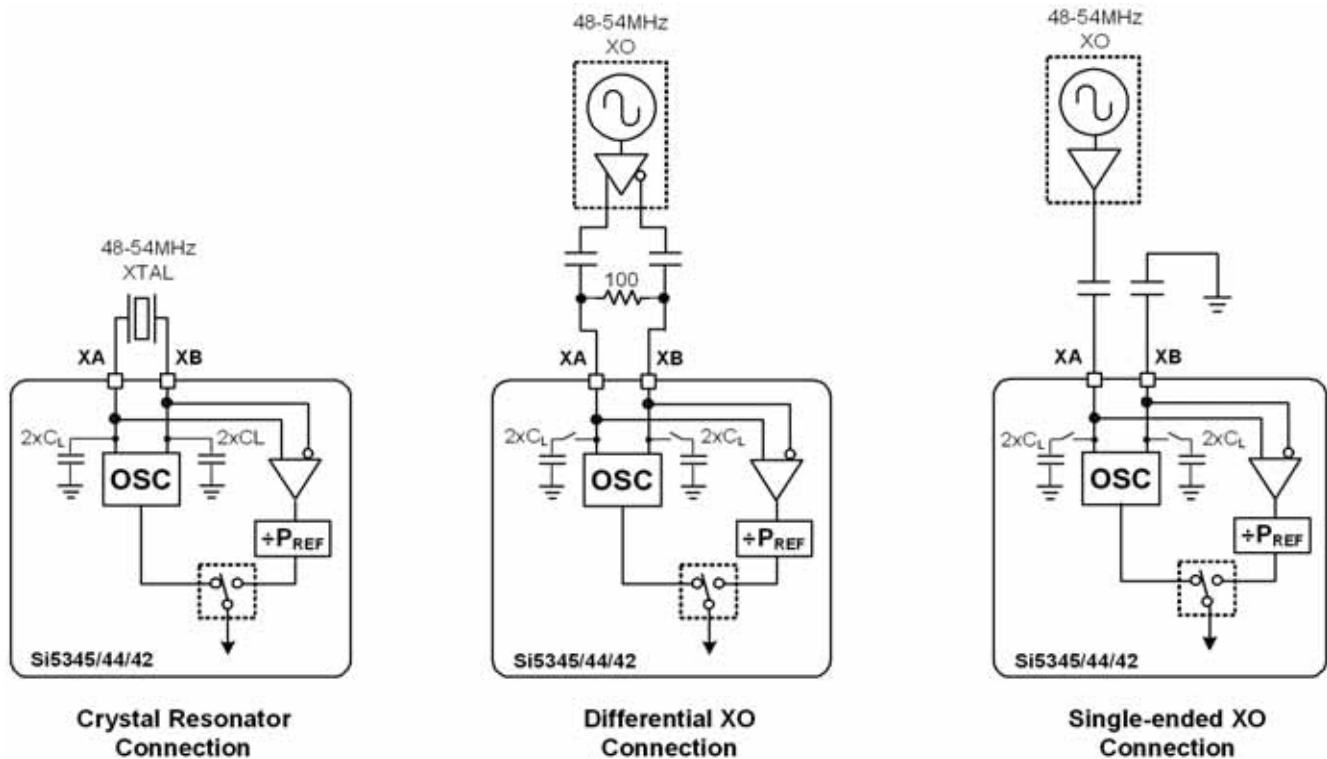 48-54MHz
XTAL
XA
XB
2xC_L
2xCL
OSC
÷P_REF
Si5345/44/42
Crystal Resonator
Connection
48-54MHz
XO
100
XA
XB
2xC_L
2xC_L
OSC
÷P_REF
Si5345/44/42
Differential XO
Connection
48-54MHz
XO
XA
XB
2xC_L
2xC_L
OSC
÷P_REF
Si5345/44/42
Single-ended XO
Connection